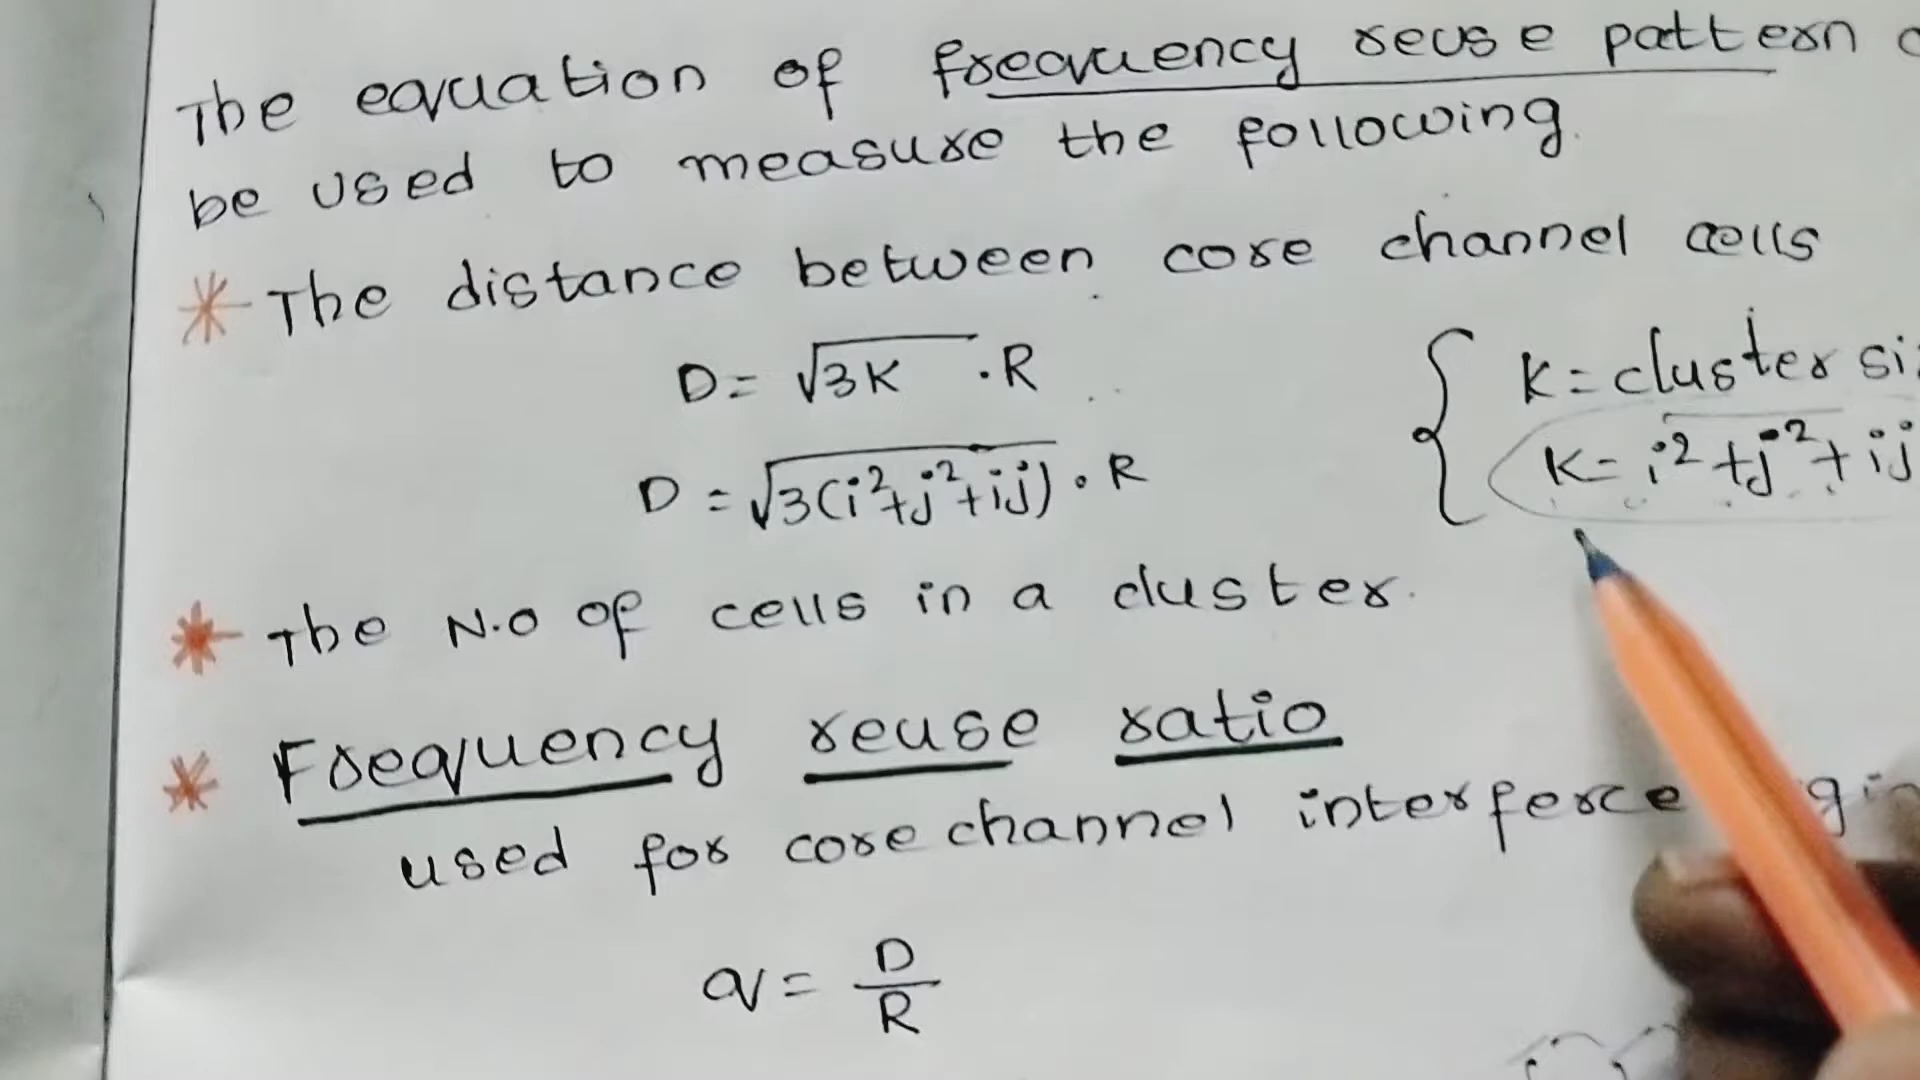 The equation of frequency reuse pattern
be used to measure the following.
* The distance between core channel cells
D = √3K · R
K = cluster
D = √3(i²+j²+ij) · R
K = i²+j²+ij
* The N.O of cells in a cluster.
* Frequency reuse ratio
used for core channel interferce
q = D/R